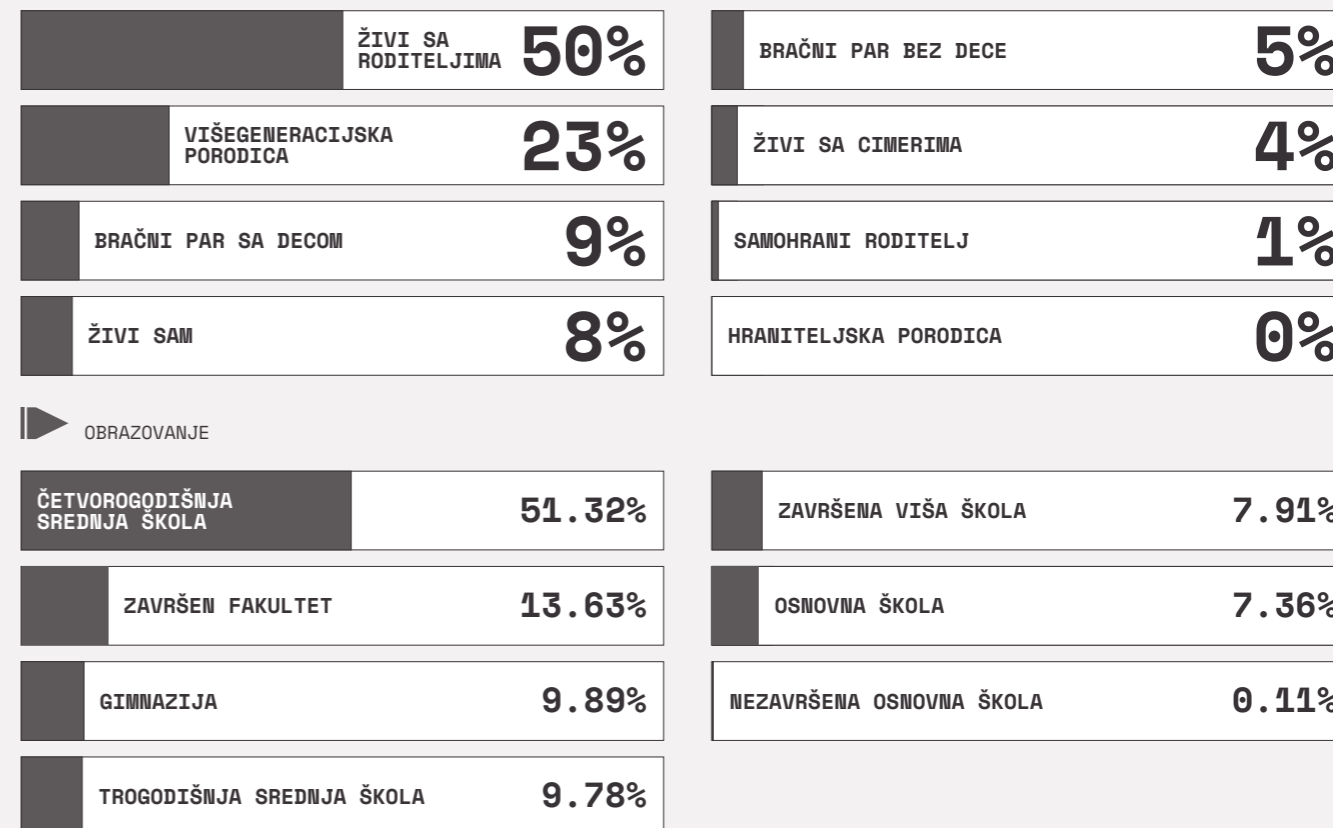 ŽIVI SA
RODITELJIMA
50%
VIŠEGENERACIJSKA
PORODICA
23%
BRAČNI PAR SA DECOM 9%
ŽIVI SAM 8%
BRAČNI PAR BEZ DECE 5%
ŽIVI SA CIMERIMA 4%
SAMOHRANI RODITELJ 1%
HRANITELJSKA PORODICA 0%
OBRAZOVANJE
ČETVOROGODIŠNJA
SREDNJA ŠKOLA
51.32%
ZAVRŠEN FAKULTET 13.63%
GIMNAZIJA 9.89%
TROGODIŠNJA SREDNJA ŠKOLA 9.78%
ZAVRŠENA VIŠA ŠKOLA 7.91%
OSNOVNA ŠKOLA 7.36%
NEZAVRŠENA OSNOVNA ŠKOLA 0.11%